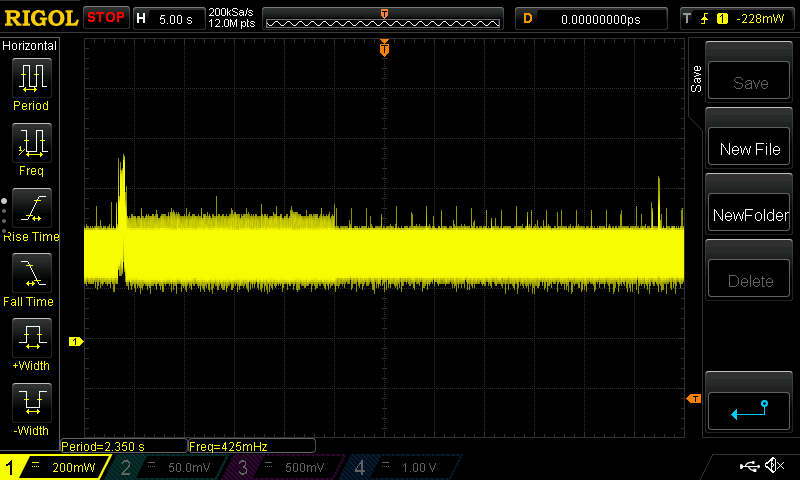 RIGOL STOP H 5.00 s 200kSa/s 12.0M pts T D 0.00000000ps T 1 -228mW
Horizontal
Period
Freq
Rise Time
Fall Time
+Width
-Width
T
1
T
Save
Save
New File
NewFolder
Delete
Period=2.350 s Freq=425mHz
1 200mW 2 50.0mV 3 500mV 4 1.00 V